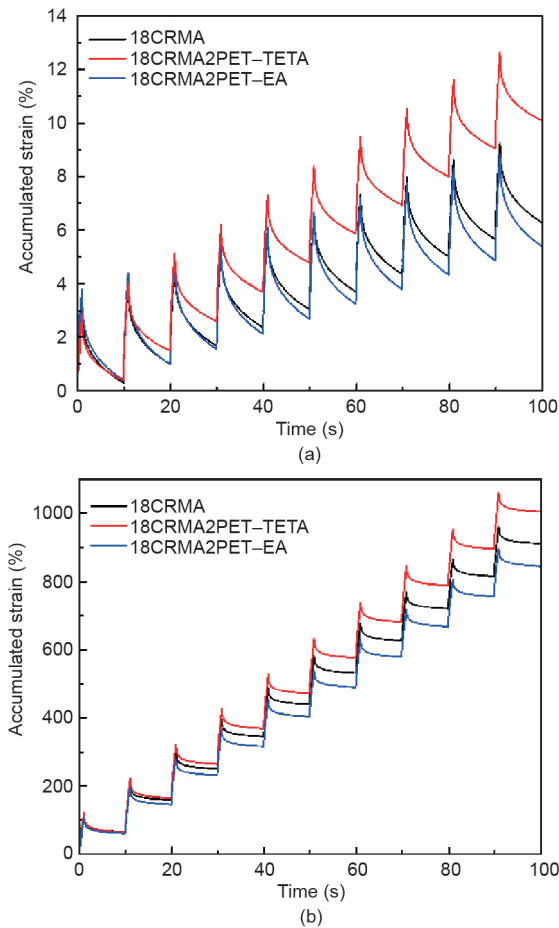 (a)
14
12
10
8
6
4
2
0
Accumulated strain (%)
18CRMA
18CRMA2PET–TETA
18CRMA2PET–EA
0 20 40 60 80 100
Time (s)
(a)
1000
800
600
400
200
0
Accumulated strain (%)
18CRMA
18CRMA2PET–TETA
18CRMA2PET–EA
0 20 40 60 80 100
Time (s)
(b)